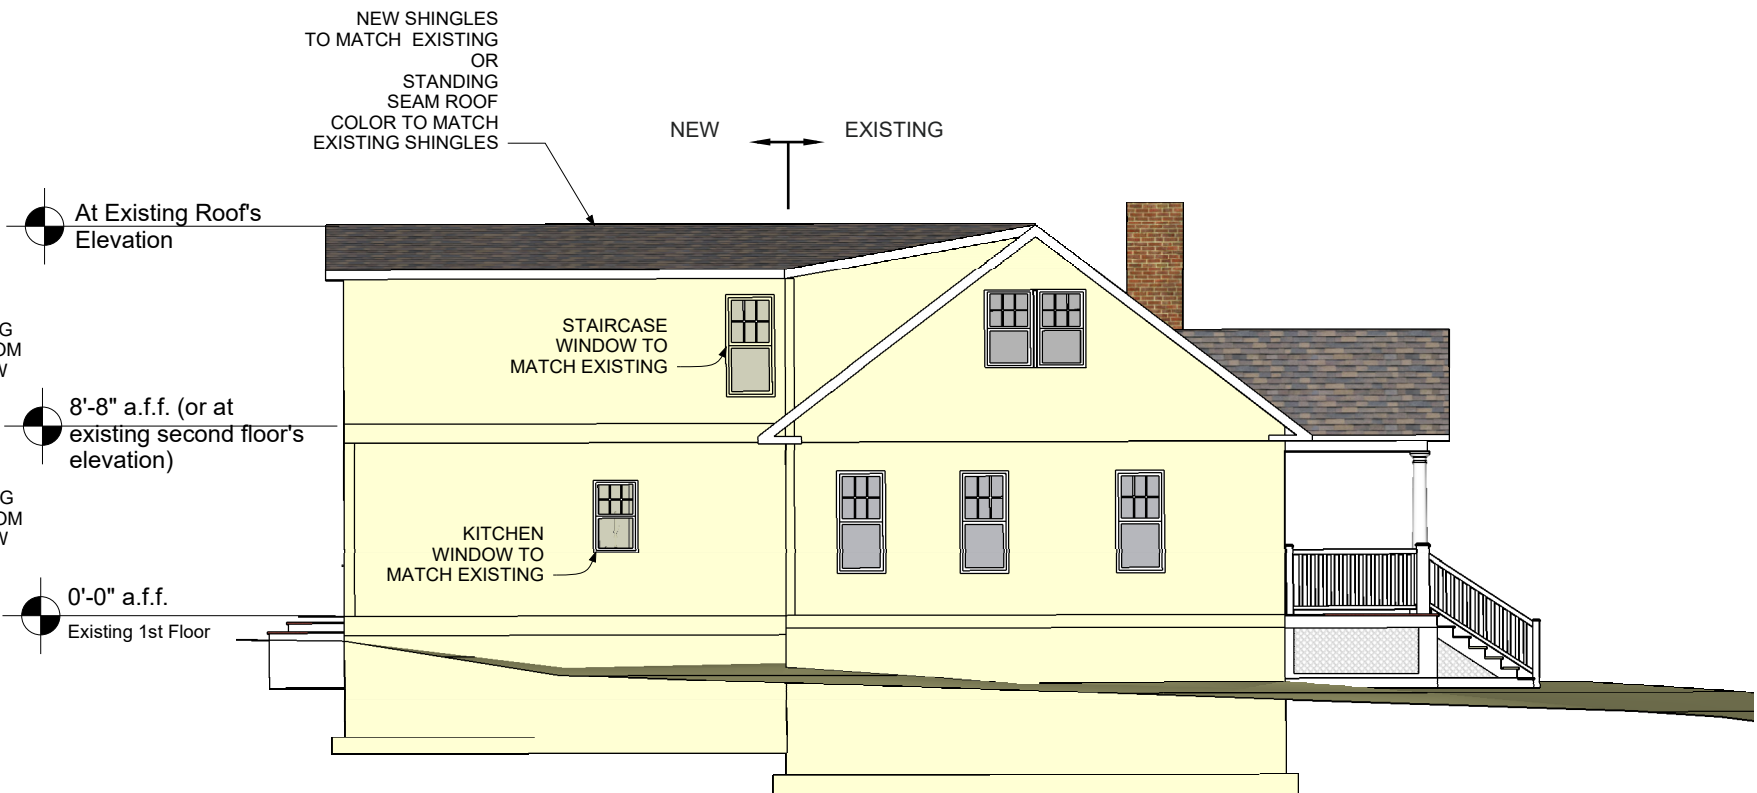 NEW SHINGLES
TO MATCH EXISTING
OR
STANDING
SEAM ROOF
COLOR TO MATCH
EXISTING SHINGLES
NEW
EXISTING
At Existing Roof's
Elevation
STAIRCASE
WINDOW TO
MATCH EXISTING
8'-8" a.f.f. (or at
existing second floor's
elevation)
KITCHEN
WINDOW TO
MATCH EXISTING
0'-0" a.f.f.
Existing 1st Floor